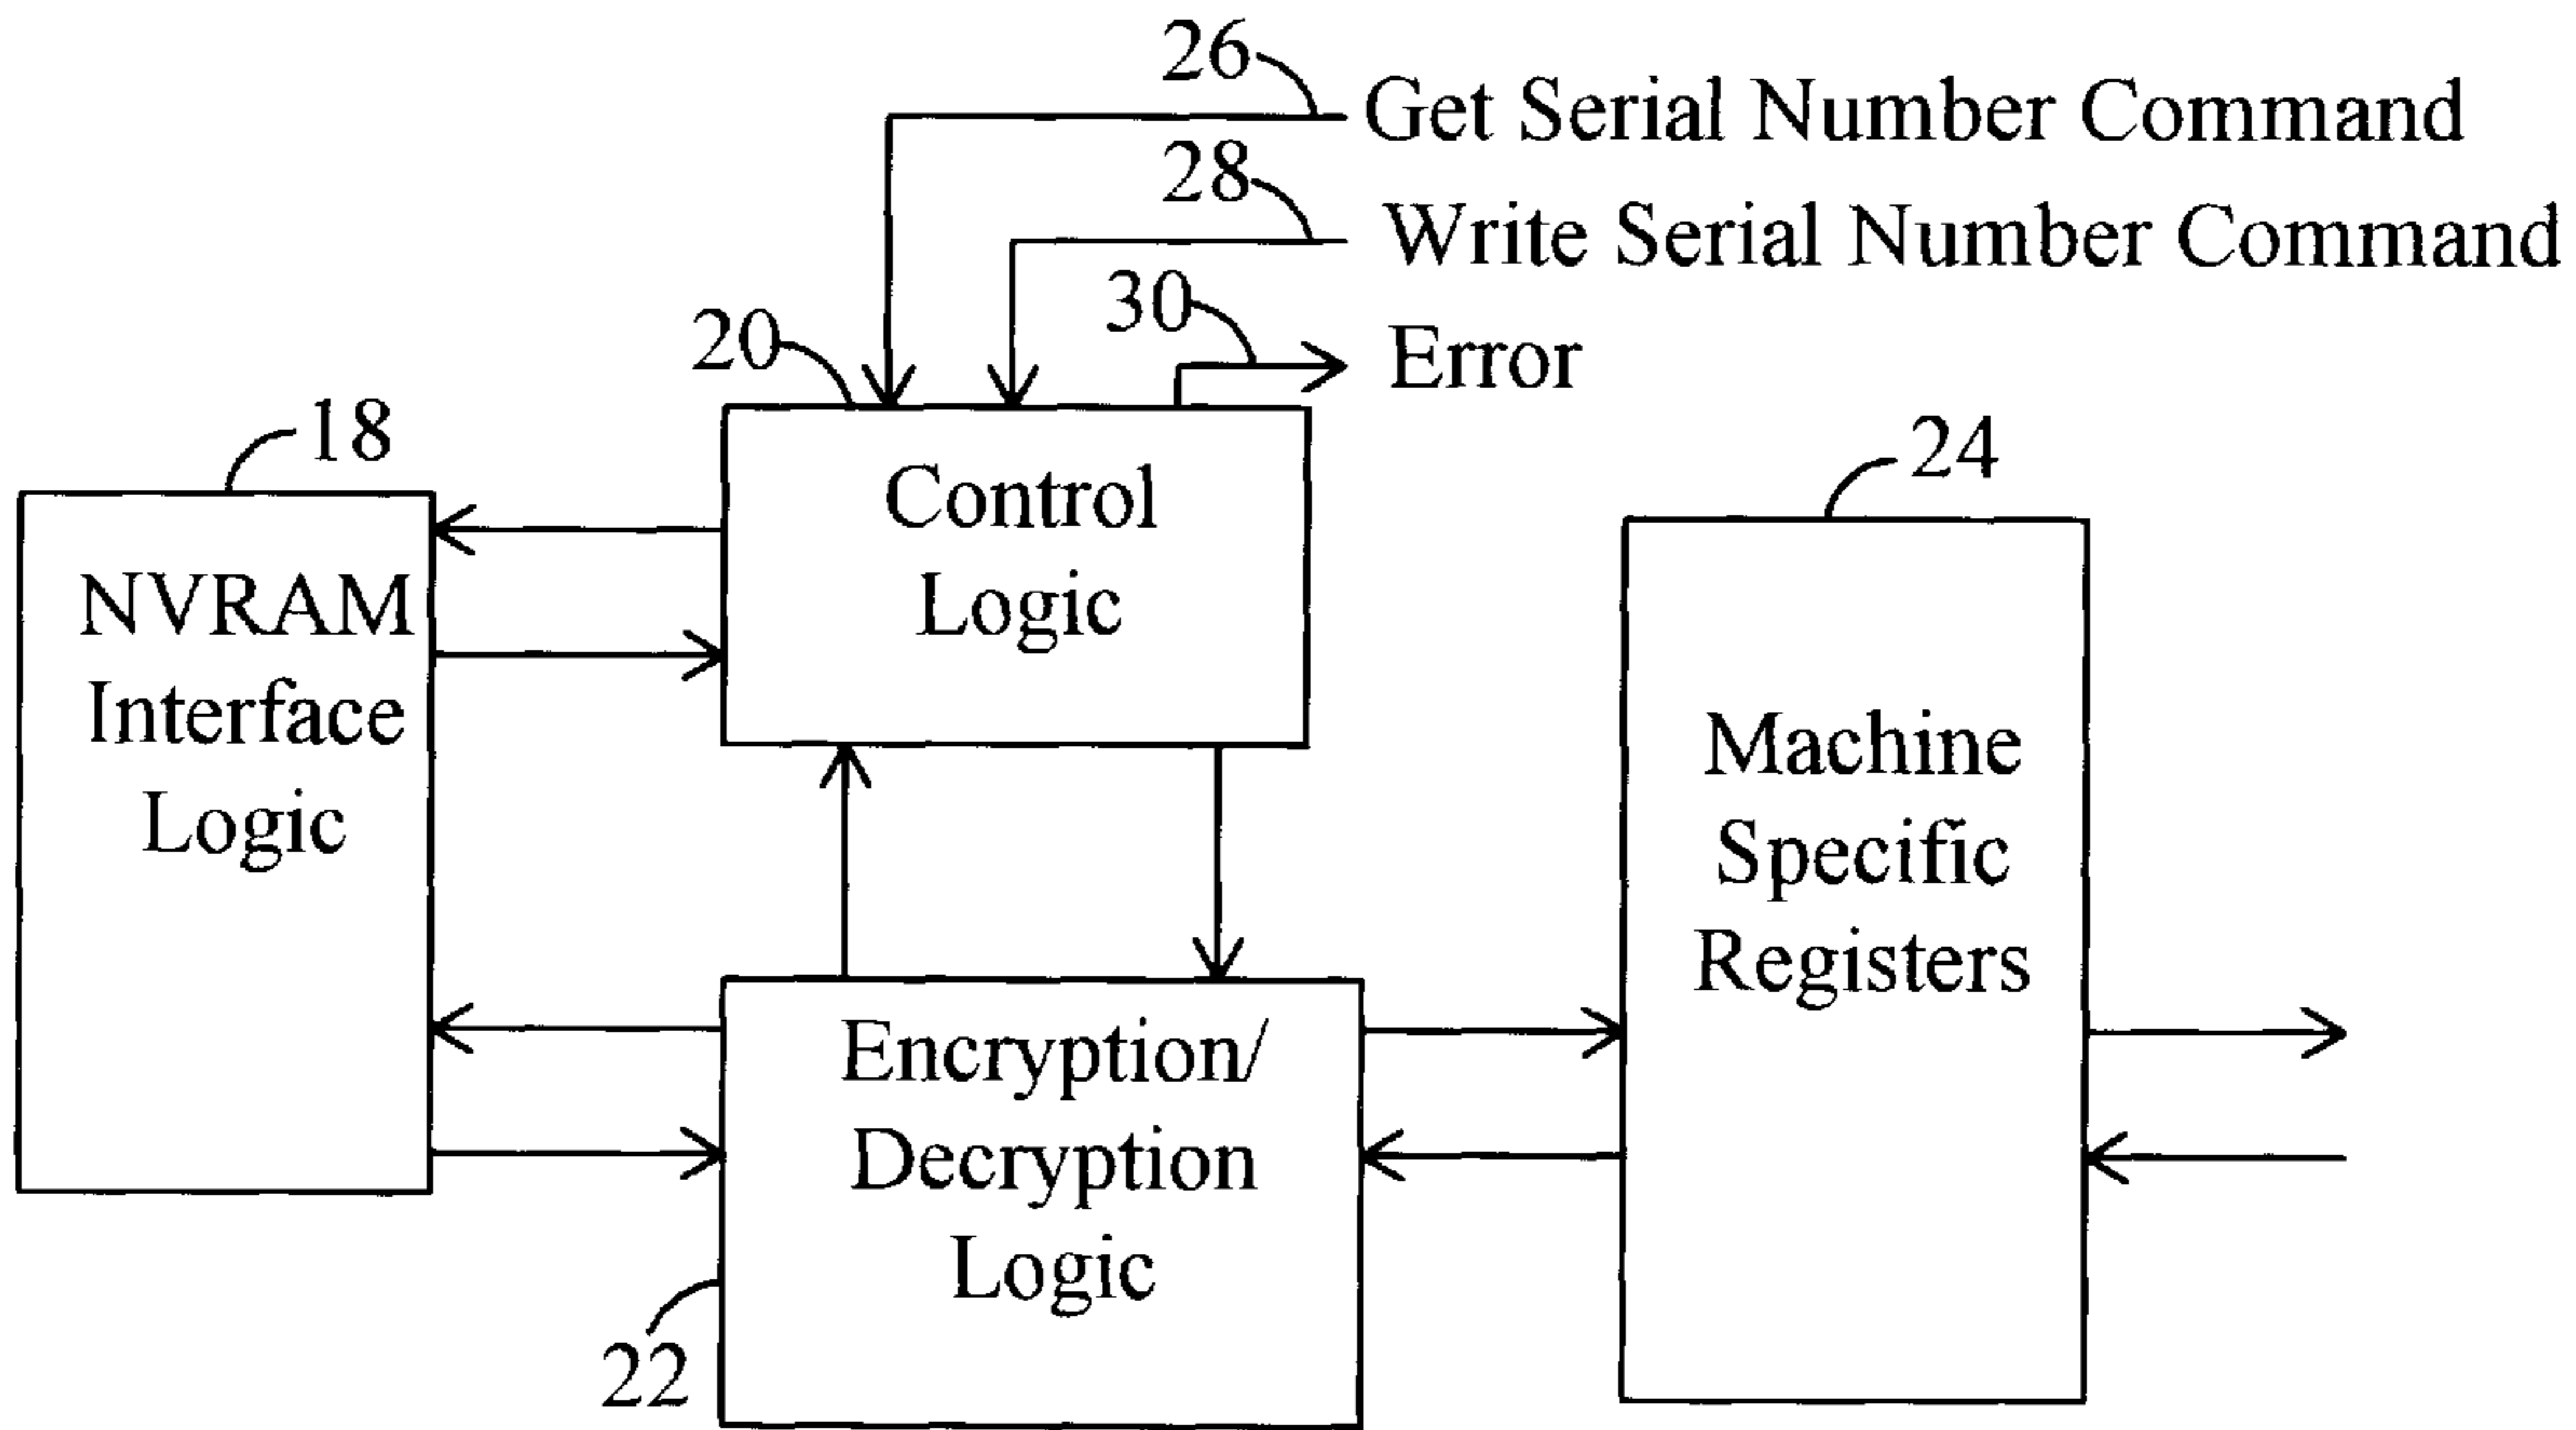 26
Get Serial Number Command
28
Write Serial Number Command
30
Error
20
18
24
Control
Logic
NVRAM
Interface
Logic
Machine
Specific
Registers
Encryption/
Decryption
Logic
22